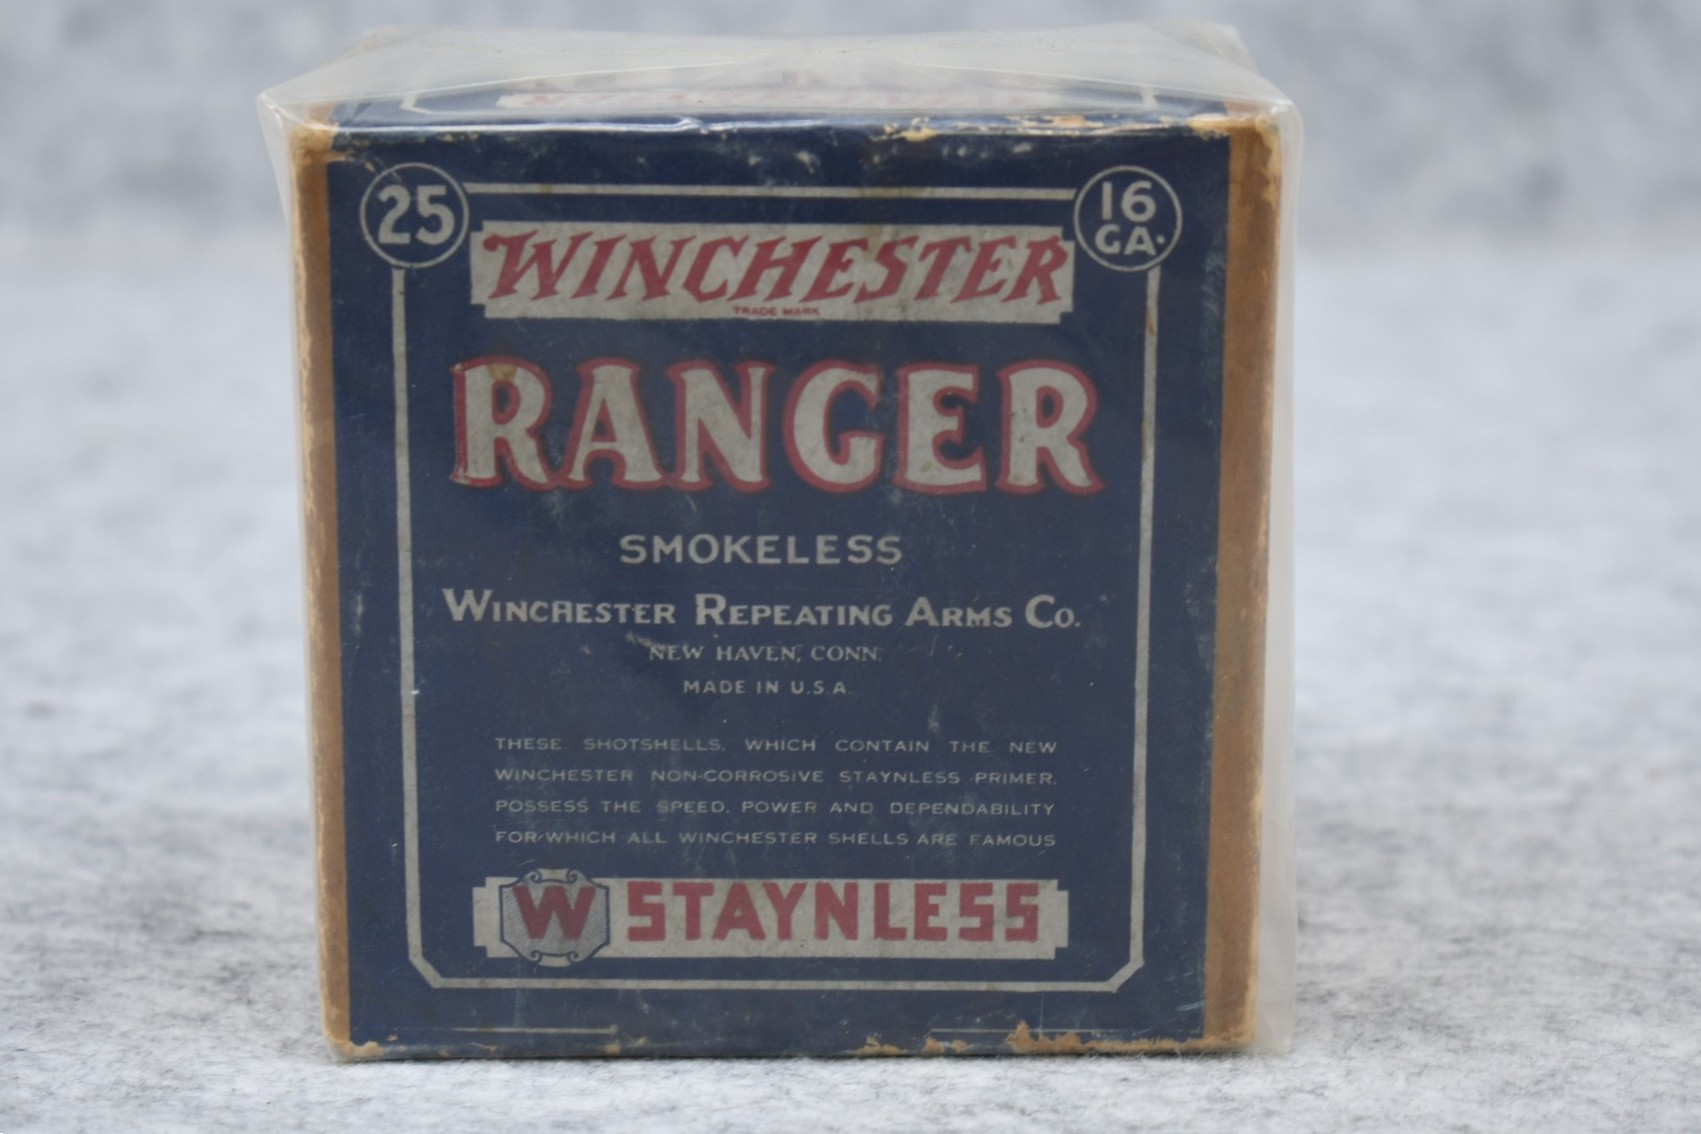 25
16
GA.
WINCHESTER
TRADE MARK
RANGER
SMOKELESS
WINCHESTER REPEATING ARMS CO.
NEW HAVEN, CONN.
MADE IN U.S.A.
THESE SHOTSHELLS, WHICH CONTAIN THE NEW
WINCHESTER NON-CORROSIVE STAYNLESS PRIMER,
POSSESS THE SPEED, POWER AND DEPENDABILITY
FOR WHICH ALL WINCHESTER SHELLS ARE FAMOUS
W STAYNLESS